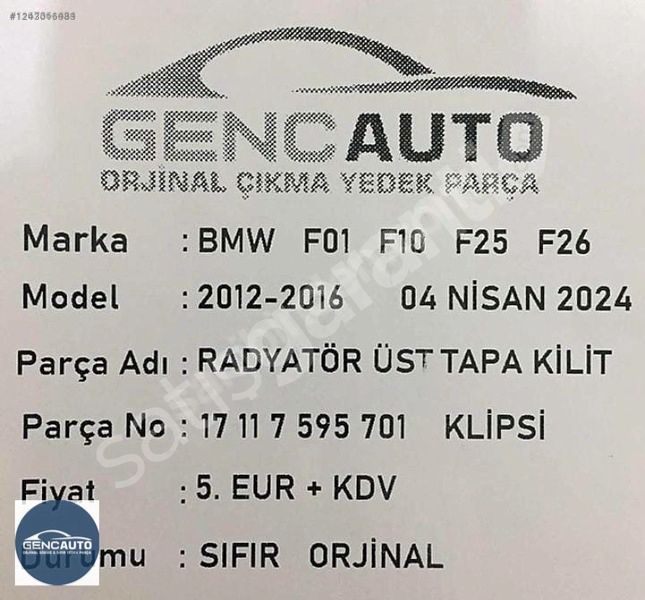 GENCAUTO
ORJİNAL ÇIKMA YEDEK PARÇA
Marka : BMW F01 F10 F25 F26
Model : 2012-2016 04 NİSAN 2024
Parça Adı : RADYATÖR ÜST TAPA KİLİT
Parça No : 17 11 7 595 701 KLİPSİ
Fiyat : 5. EUR + KDV
Durumu : SIFIR ORJİNAL
GENCAUTO